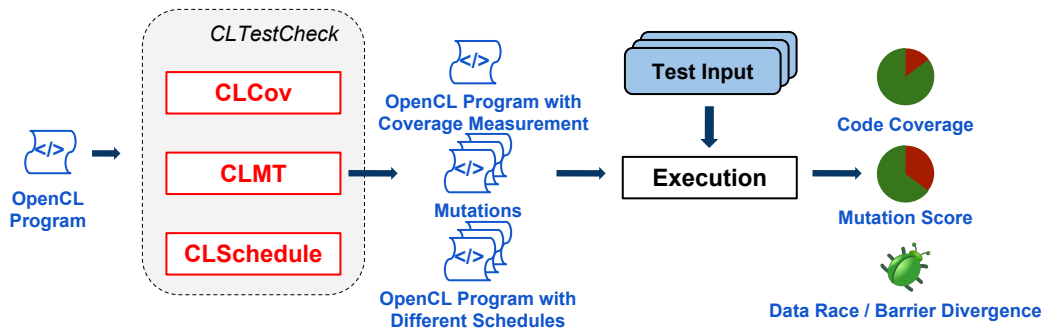 CLTestCheck
CLCov
CLMT
CLSchedule
</>
OpenCL
Program
</>
OpenCL Program with
Coverage Measurement
</>
Mutations
</>
OpenCL Program with
Different Schedules
Test Input
Execution
Code Coverage
Mutation Score
Data Race / Barrier Divergence